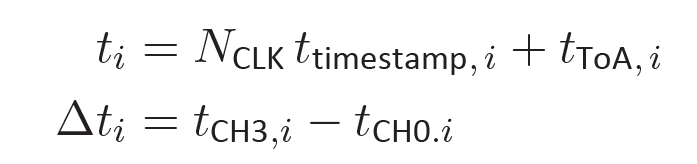 t_i = N_CLK t_timestamp, i + t_ToA, i
Δt_i = t_CH3,i − t_CH0.i